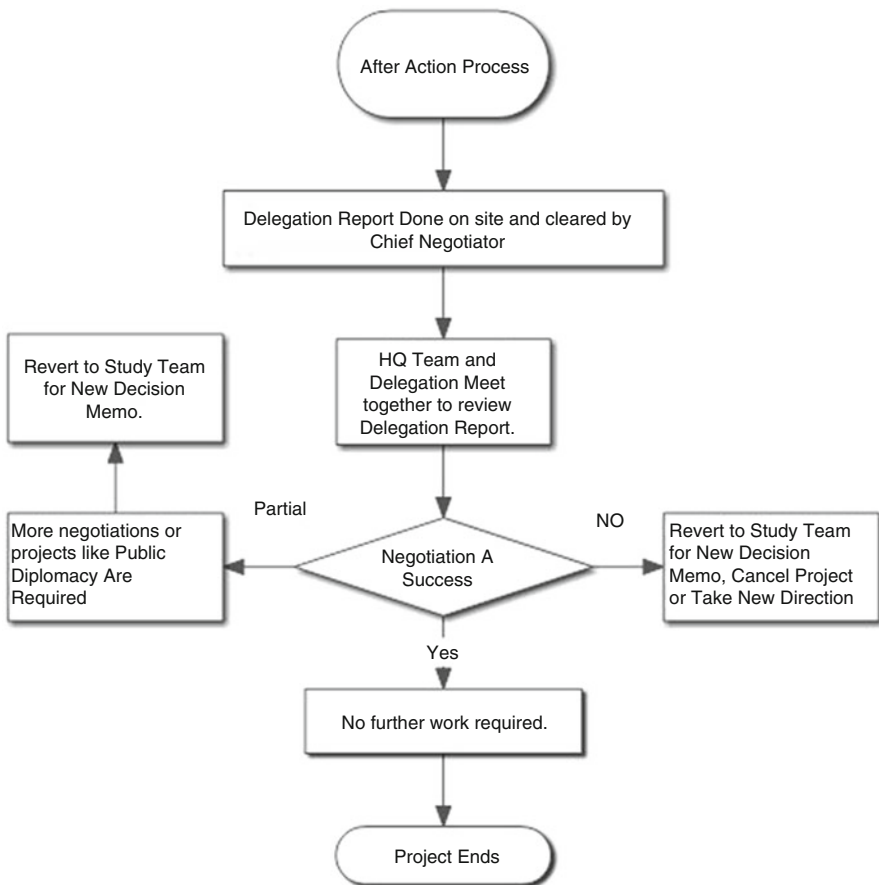 After Action Process
Delegation Report Done on site and cleared by
Chief Negotiator
HQ Team and
Delegation Meet
together to review
Delegation Report.
Revert to Study Team
for New Decision
Memo.
Partial
NO
More negotiations or
projects like Public
Diplomacy Are
Required
Negotiation A
Success
Revert to Study Team
for New Decision
Memo, Cancel Project
or Take New Direction
Yes
No further work required.
Project Ends